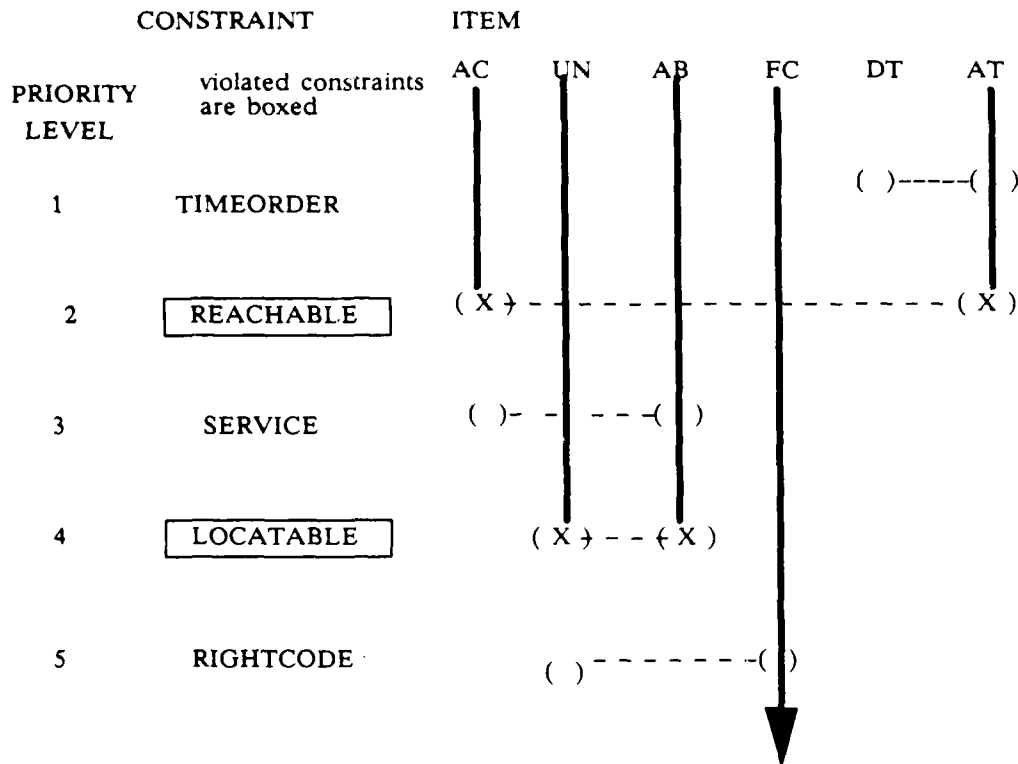 CONSTRAINT ITEM
AC UN AB FC DT AT
PRIORITY LEVEL
violated constraints
are boxed
1 TIMEORDER ( ) ( )
2 REACHABLE ( X ) ( X )
3 SERVICE ( ) ( )
4 LOCATABLE ( X ) ( X )
5 RIGHTCODE ( ) ( )